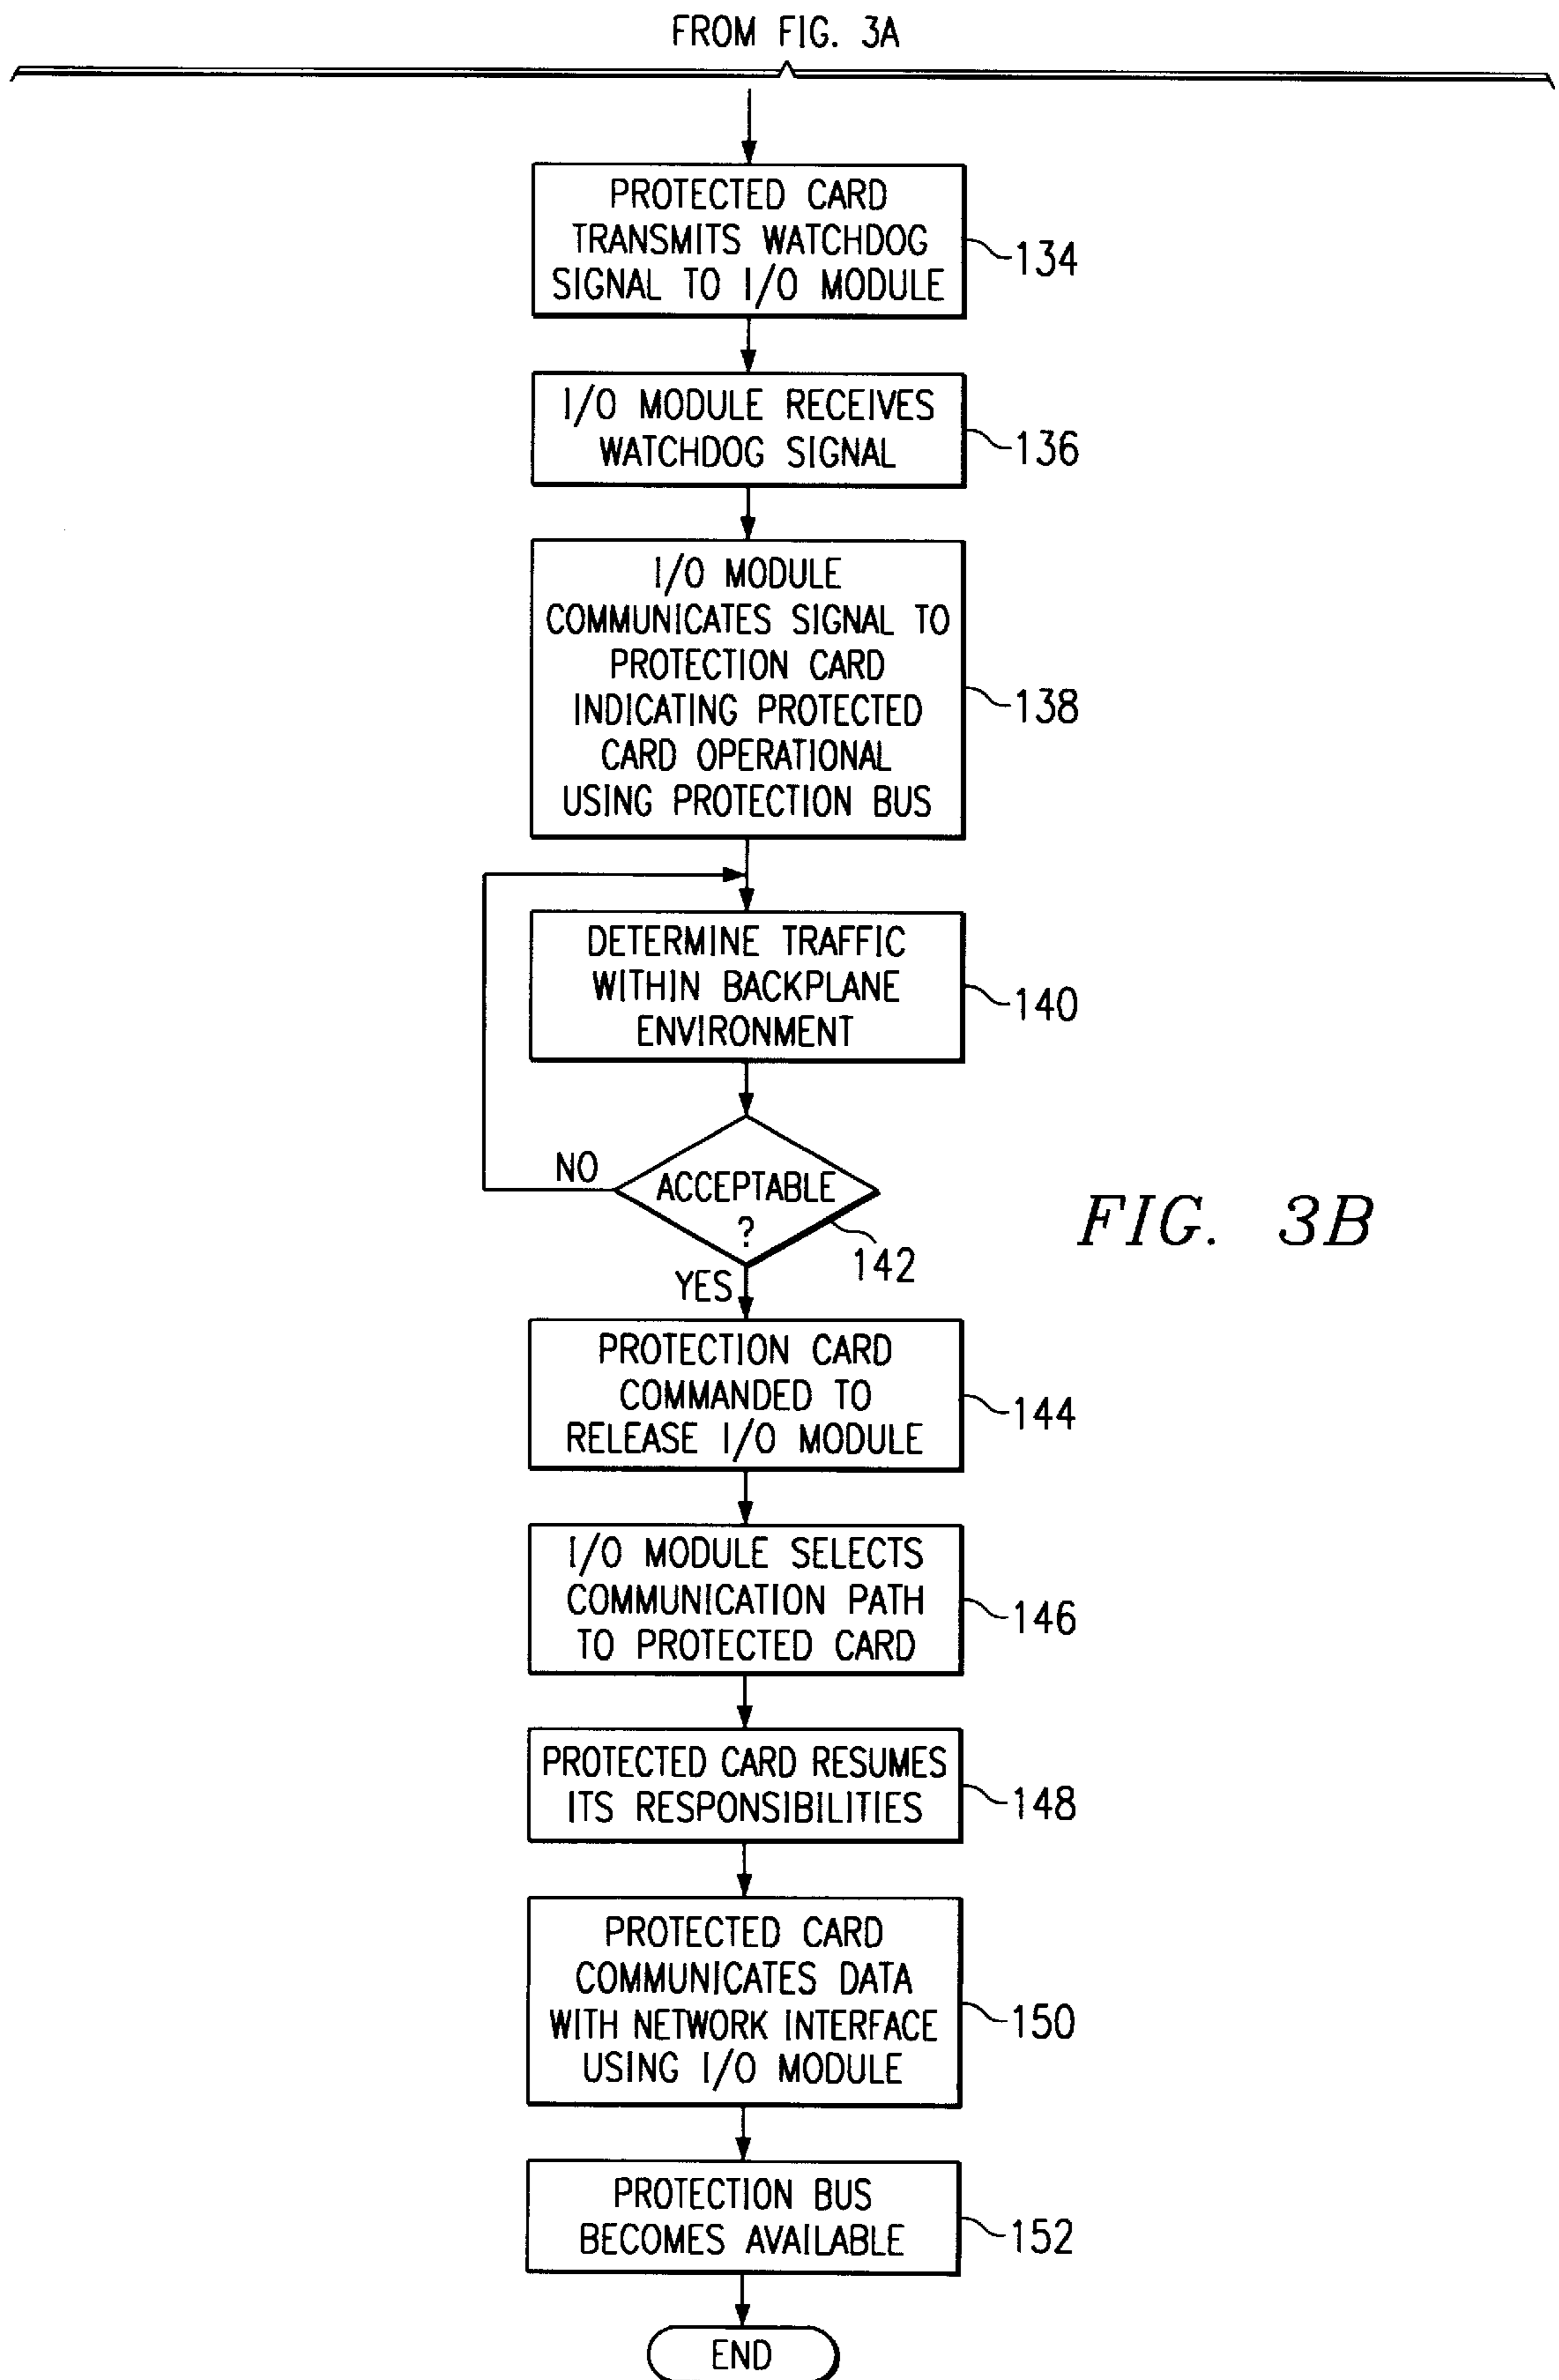 FROM FIG. 3A
PROTECTED CARD
TRANSMITS WATCHDOG
SIGNAL TO I/O MODULE
134
I/O MODULE RECEIVES
WATCHDOG SIGNAL
136
I/O MODULE
COMMUNICATES SIGNAL TO
PROTECTION CARD
INDICATING PROTECTED
CARD OPERATIONAL
USING PROTECTION BUS
138
DETERMINE TRAFFIC
WITHIN BACKPLANE
ENVIRONMENT
140
NO
ACCEPTABLE
?
142
YES
FIG. 3B
PROTECTION CARD
COMMANDED TO
RELEASE I/O MODULE
144
I/O MODULE SELECTS
COMMUNICATION PATH
TO PROTECTED CARD
146
PROTECTED CARD RESUMES
ITS RESPONSIBILITIES
148
PROTECTED CARD
COMMUNICATES DATA
WITH NETWORK INTERFACE
USING I/O MODULE
150
PROTECTION BUS
BECOMES AVAILABLE
152
END